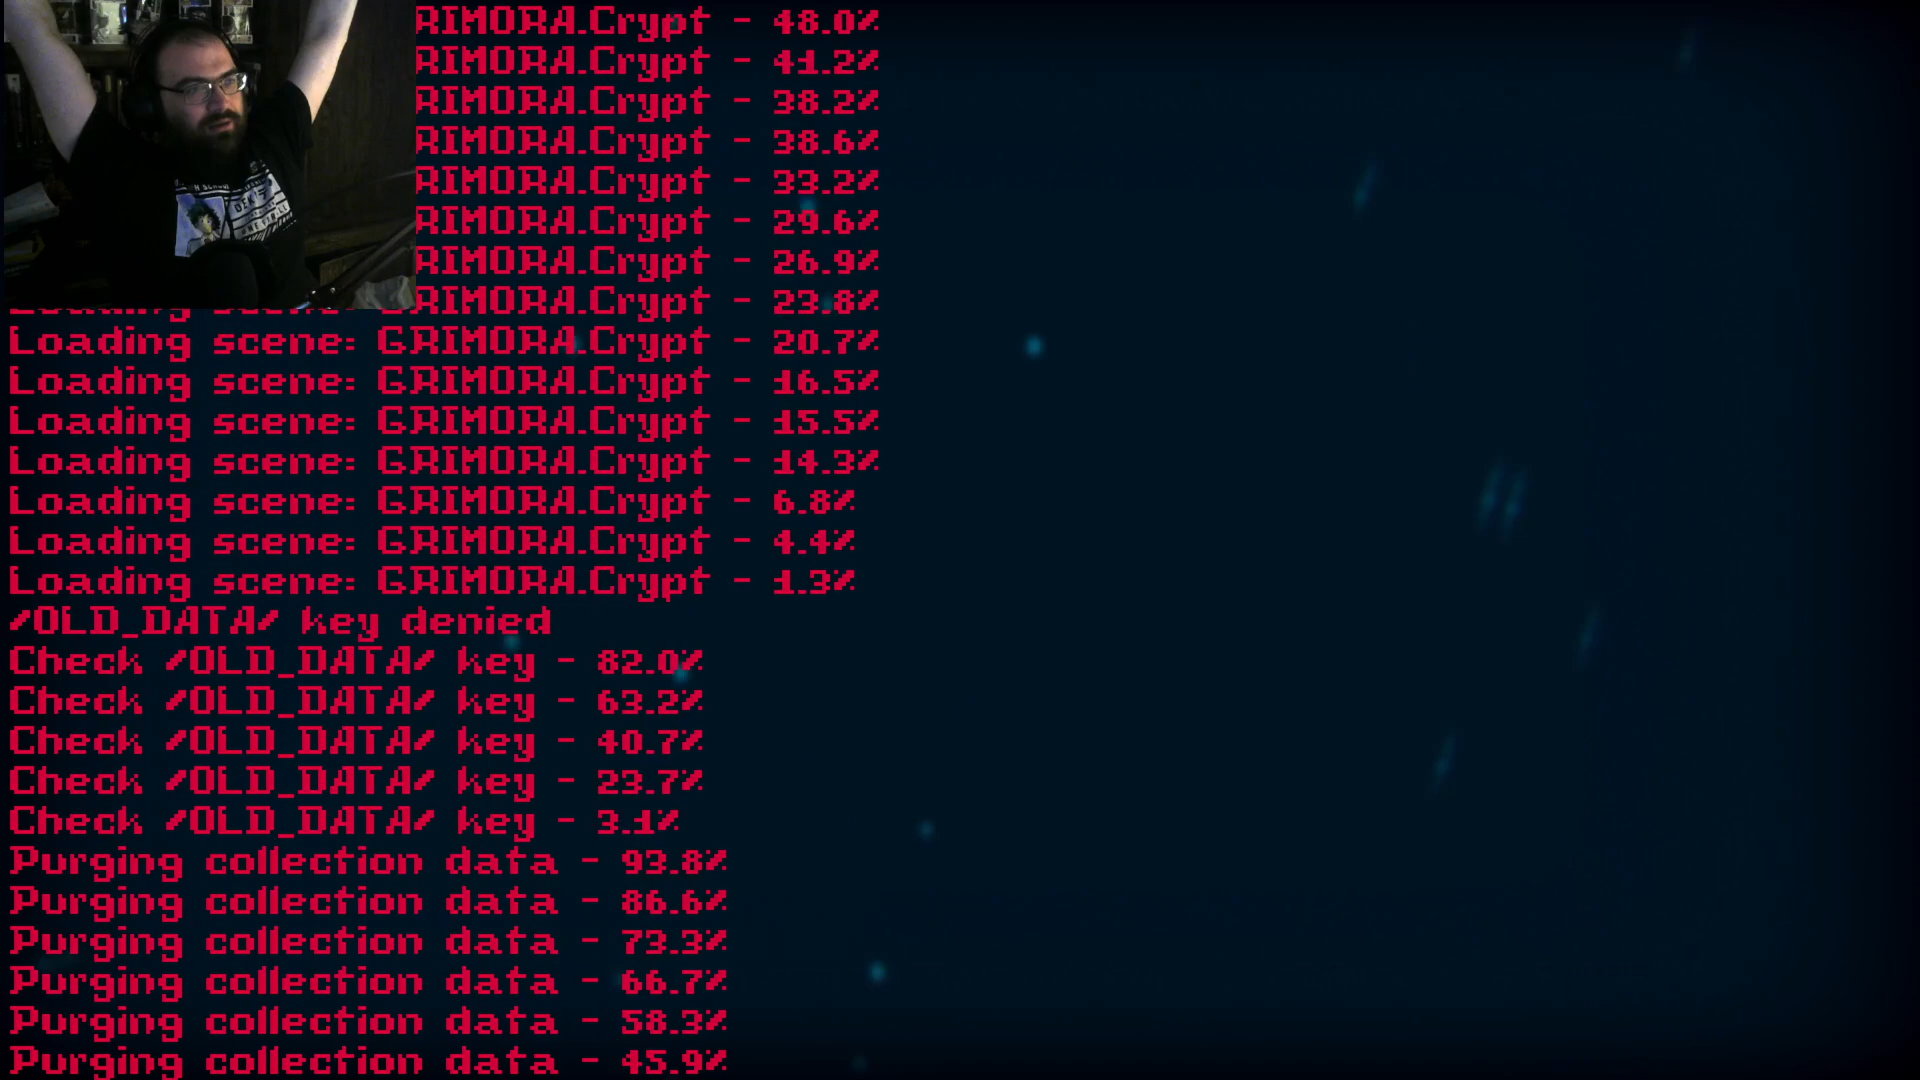 RIMORA.Crypt - 48.0%
RIMORA.Crypt - 41.2%
RIMORA.Crypt - 38.2%
RIMORA.Crypt - 38.6%
RIMORA.Crypt - 33.2%
RIMORA.Crypt - 29.6%
RIMORA.Crypt - 26.9%
Loading scene: GRIMORA.Crypt - 23.8%
Loading scene: GRIMORA.Crypt - 20.7%
Loading scene: GRIMORA.Crypt - 16.5%
Loading scene: GRIMORA.Crypt - 15.5%
Loading scene: GRIMORA.Crypt - 14.3%
Loading scene: GRIMORA.Crypt - 6.8%
Loading scene: GRIMORA.Crypt - 4.4%
Loading scene: GRIMORA.Crypt - 1.3%
/OLD_DATA/ key denied
Check /OLD_DATA/ key - 82.0%
Check /OLD_DATA/ key - 63.2%
Check /OLD_DATA/ key - 40.7%
Check /OLD_DATA/ key - 23.7%
Check /OLD_DATA/ key - 3.1%
Purging collection data - 93.8%
Purging collection data - 86.6%
Purging collection data - 73.3%
Purging collection data - 66.7%
Purging collection data - 58.3%
Purging collection data - 45.9%